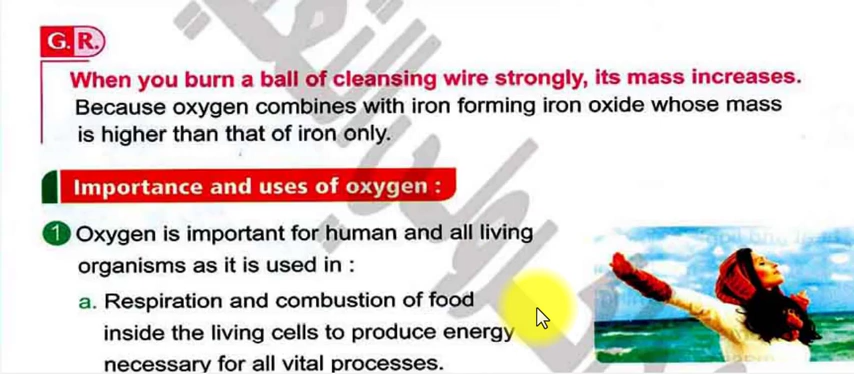 G. R.
When you burn a ball of cleansing wire strongly, its mass increases.
Because oxygen combines with iron forming iron oxide whose mass
is higher than that of iron only.
Importance and uses of oxygen :
1 Oxygen is important for human and all living
organisms as it is used in :
a. Respiration and combustion of food
inside the living cells to produce energy
necessary for all vital processes.